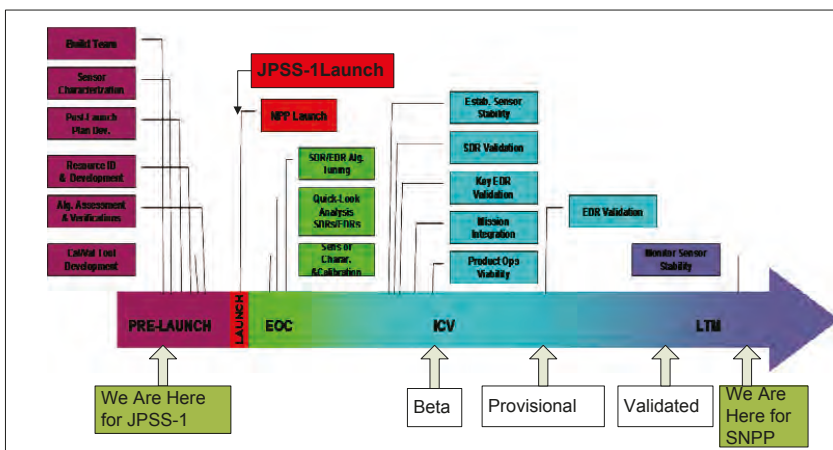 Build Team
Sensor
Characterization
Post-Launch
Plan Dev.
Resource ID
& Development
Alg. Assessment
& Verifications
Cal/Val Tool
Development
JPSS-1Launch
NPP Launch
SDR/EDR Alg.
Tuning
Quick-Look
Analysis
SDRs/EDRs
Sensor
Charac.
&Calibration
Estab. Sensor
Stability
SDR Validation
Key EDR
Validation
Mission
Integration
Product Ops
Viability
EDR Validation
Monitor Sensor
Stability
PRE-LAUNCH
LAUNCH
EOC
ICV
LTM
We Are Here
for JPSS-1
Beta
Provisional
Validated
We Are
Here for
SNPP